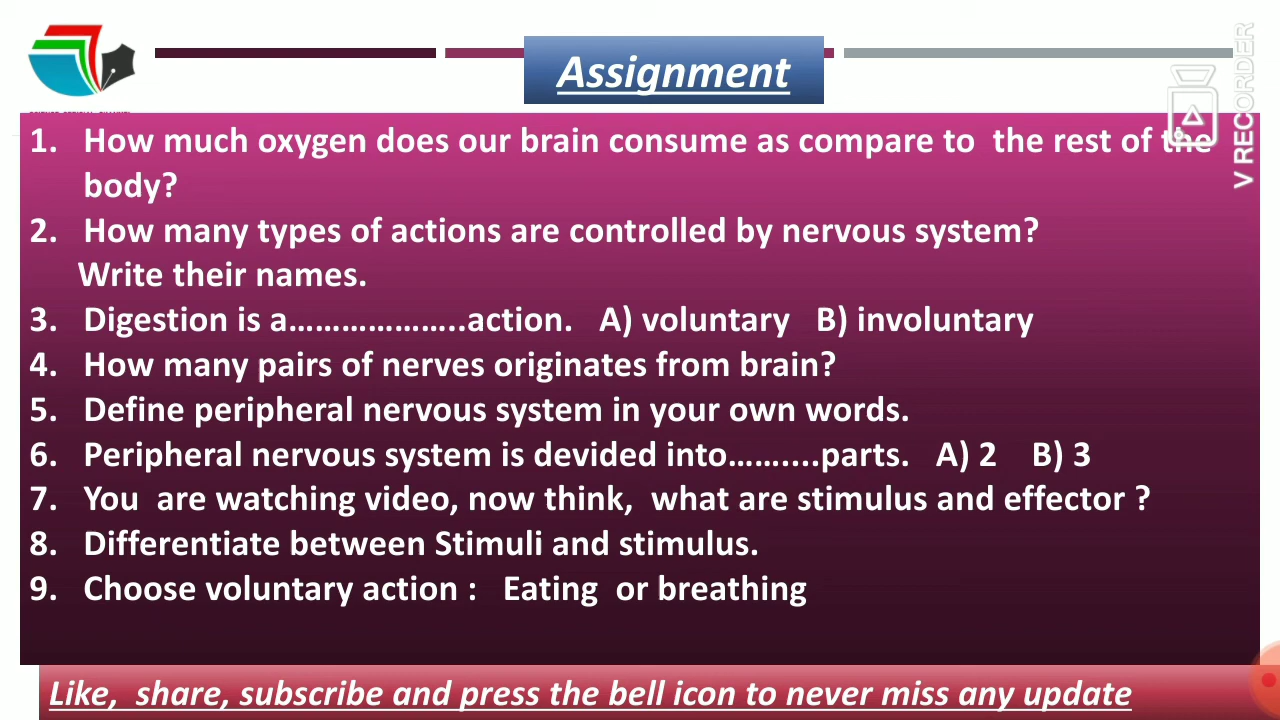 Assignment
1. How much oxygen does our brain consume as compare to the rest of the
body?
2. How many types of actions are controlled by nervous system?
Write their names.
3. Digestion is a………………..action. A) voluntary B) involuntary
4. How many pairs of nerves originates from brain?
5. Define peripheral nervous system in your own words.
6. Peripheral nervous system is devided into……....parts. A) 2 B) 3
7. You are watching video, now think, what are stimulus and effector ?
8. Differentiate between Stimuli and stimulus.
9. Choose voluntary action : Eating or breathing
Like, share, subscribe and press the bell icon to never miss any update
V RECORDER